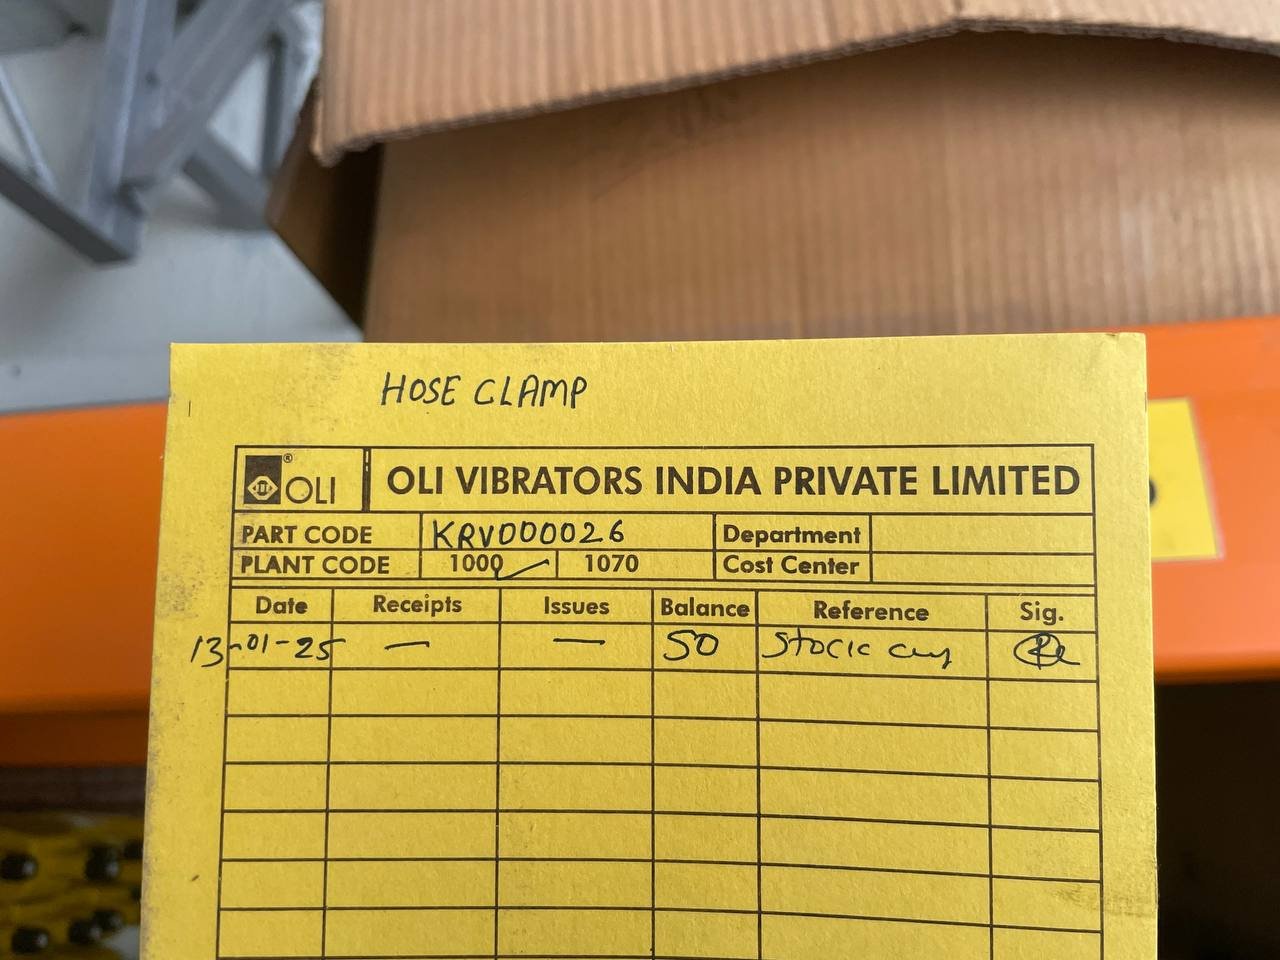 HOSE CLAMP
® OLI OLI VIBRATORS INDIA PRIVATE LIMITED
PART CODE KRV000026 Department
PLANT CODE 1000 1070 Cost Center
Date Receipts Issues Balance Reference Sig.
13-01-25 — — 50 Stock